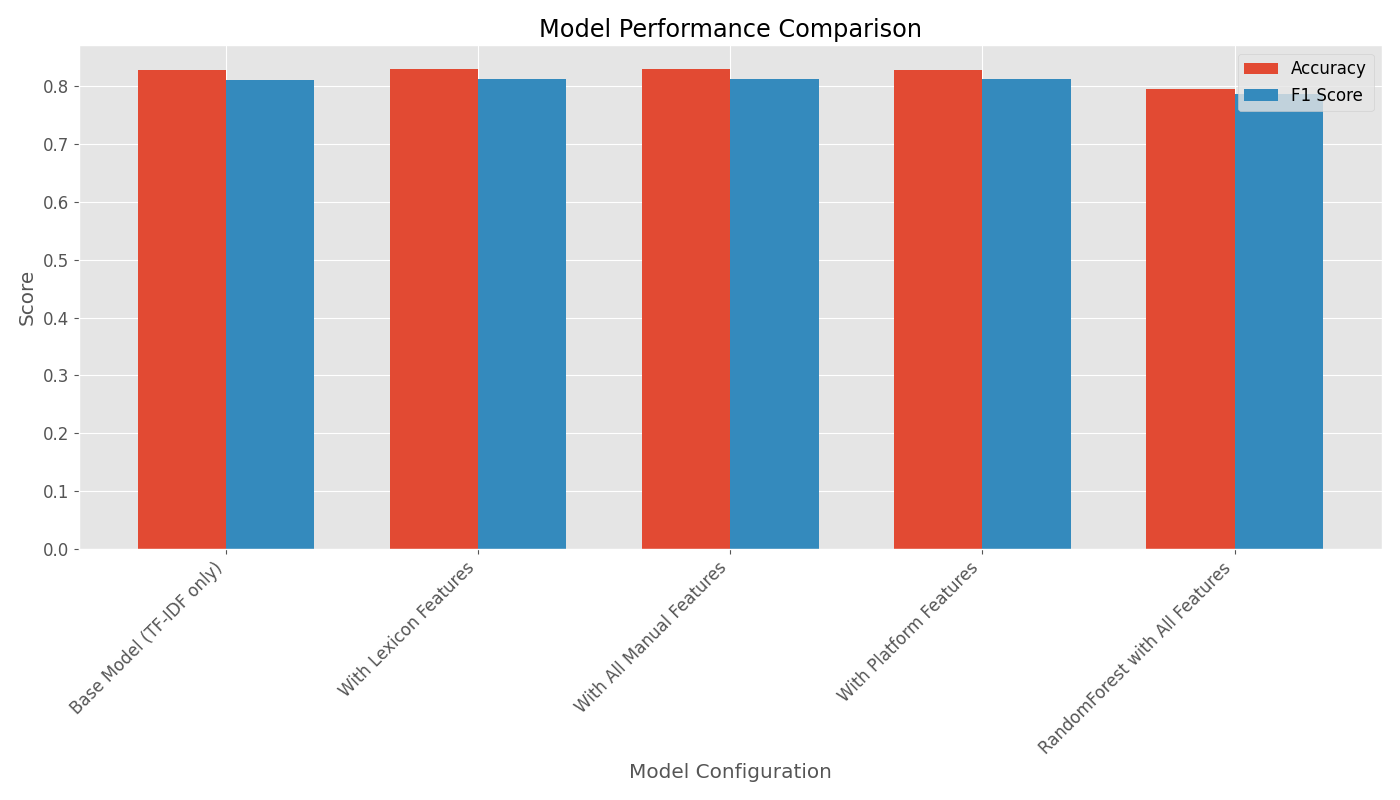 Model Performance Comparison
Accuracy
F1 Score
Score
0.8
0.7
0.6
0.5
0.4
0.3
0.2
0.1
0.0
Base Model (TF-IDF only)
With Lexicon Features
With All Manual Features
With Platform Features
RandomForest with All Features
Model Configuration